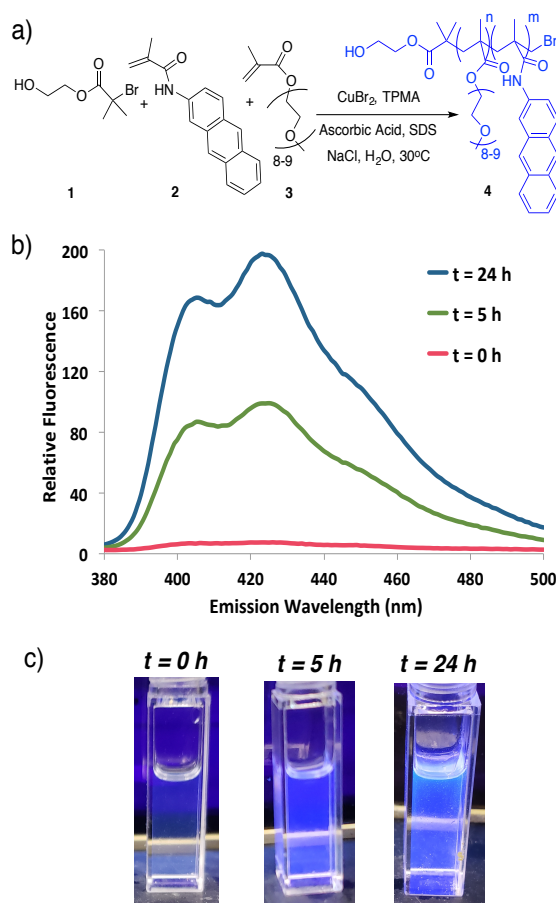 a)
HO
O
O
Br
1
+
O
HN
2
+
O
O
O
8-9
3
CuBr₂, TPMA
Ascorbic Acid, SDS
NaCl, H₂O, 30ºC
HO
O
O
n
m
Br
O
O
O
HN
O
8-9
4
b)
Relative Fluorescence
200
160
120
80
40
0
t = 24 h
t = 5 h
t = 0 h
380 400 420 440 460 480 500
Emission Wavelength (nm)
c)
t = 0 h t = 5 h t = 24 h